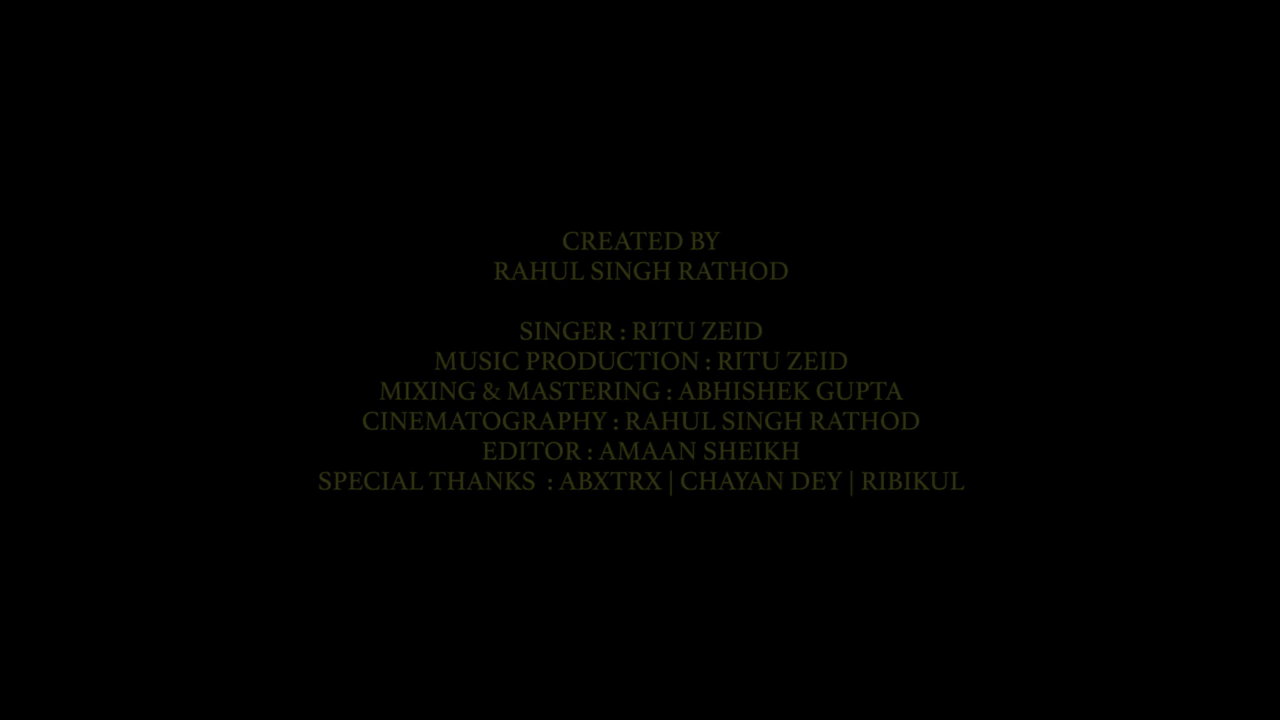 CREATED BY
RAHUL SINGH RATHOD
SINGER : RITU ZEID
MUSIC PRODUCTION : RITU ZEID
MIXING & MASTERING : ABHISHEK GUPTA
CINEMATOGRAPHY : RAHUL SINGH RATHOD
EDITOR : AMAAN SHEIKH
SPECIAL THANKS  : ABXTRX | CHAYAN DEY | RIBIKUL